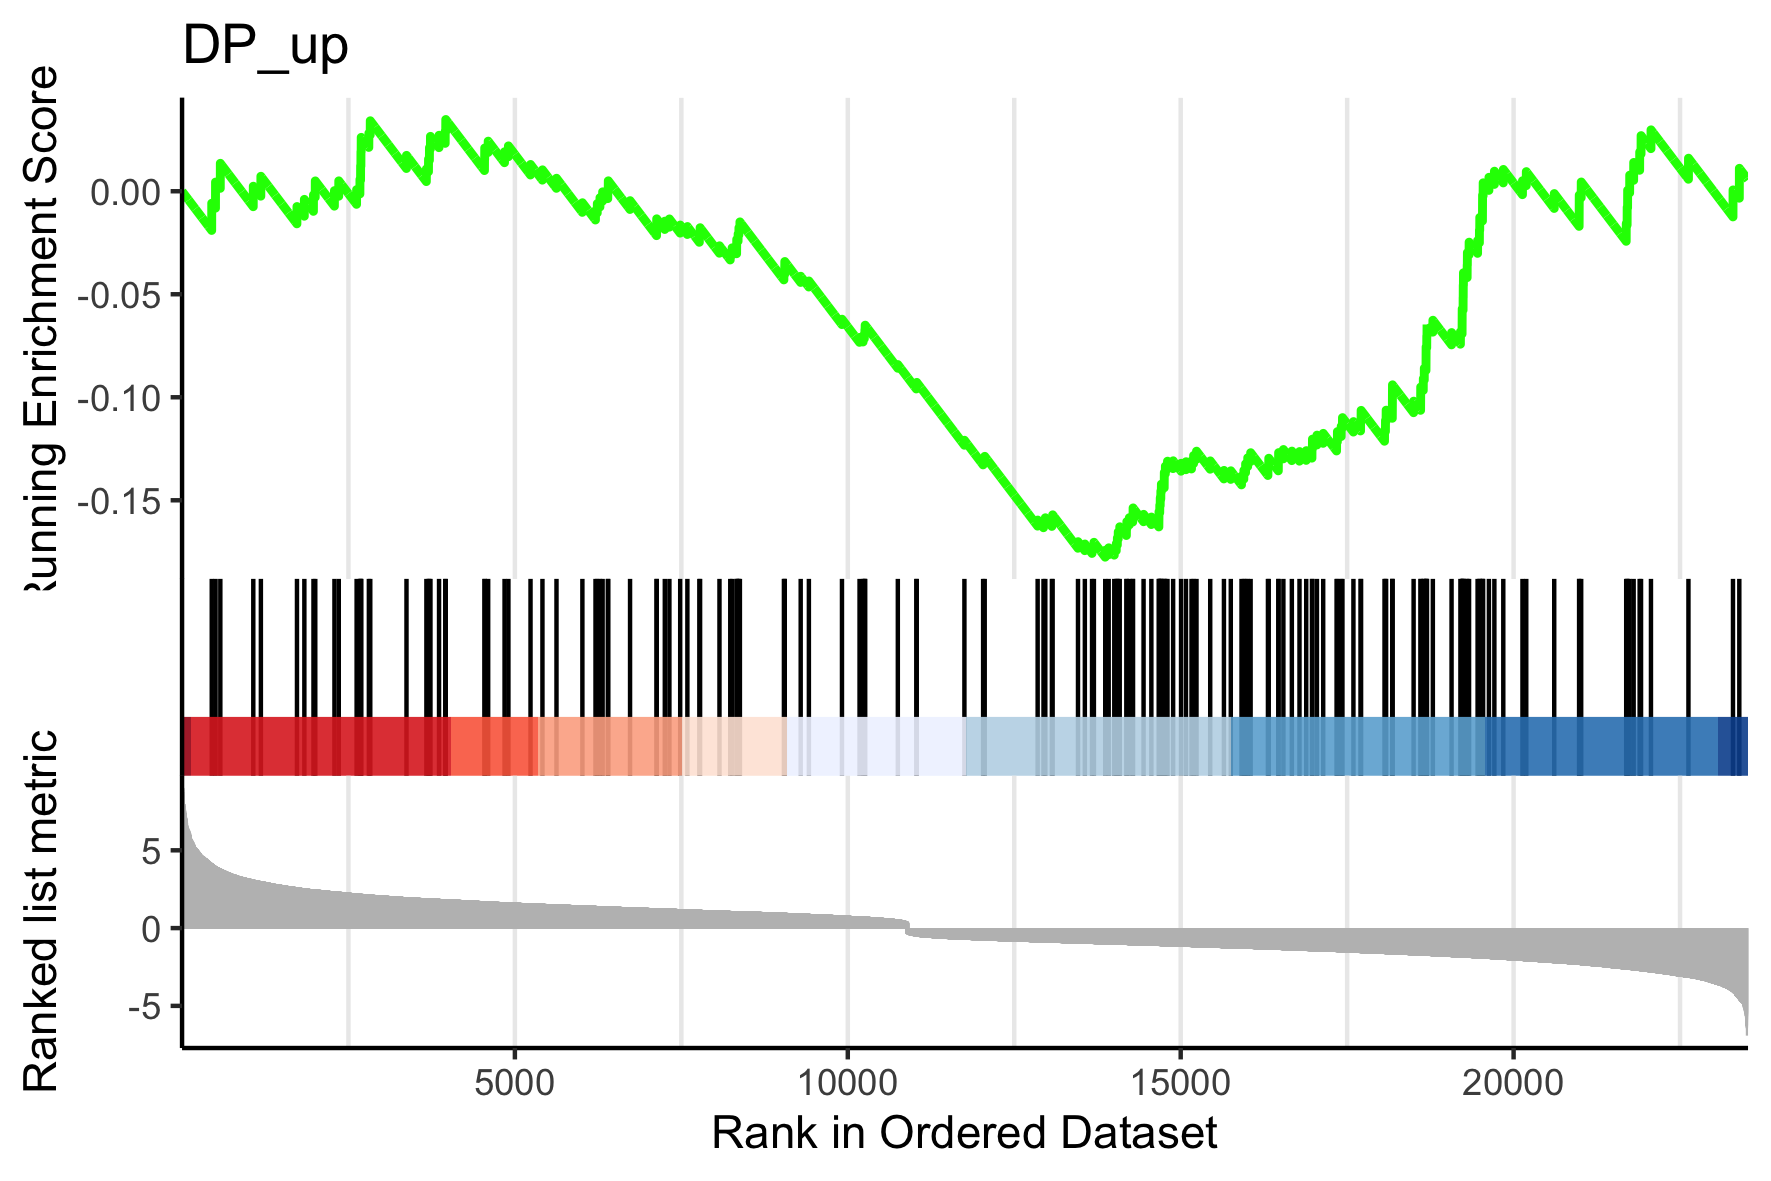 DP_up
Running Enrichment Score
0.00
-0.05
-0.10
-0.15
Ranked list metric
5
0
-5
5000
10000
15000
20000
Rank in Ordered Dataset